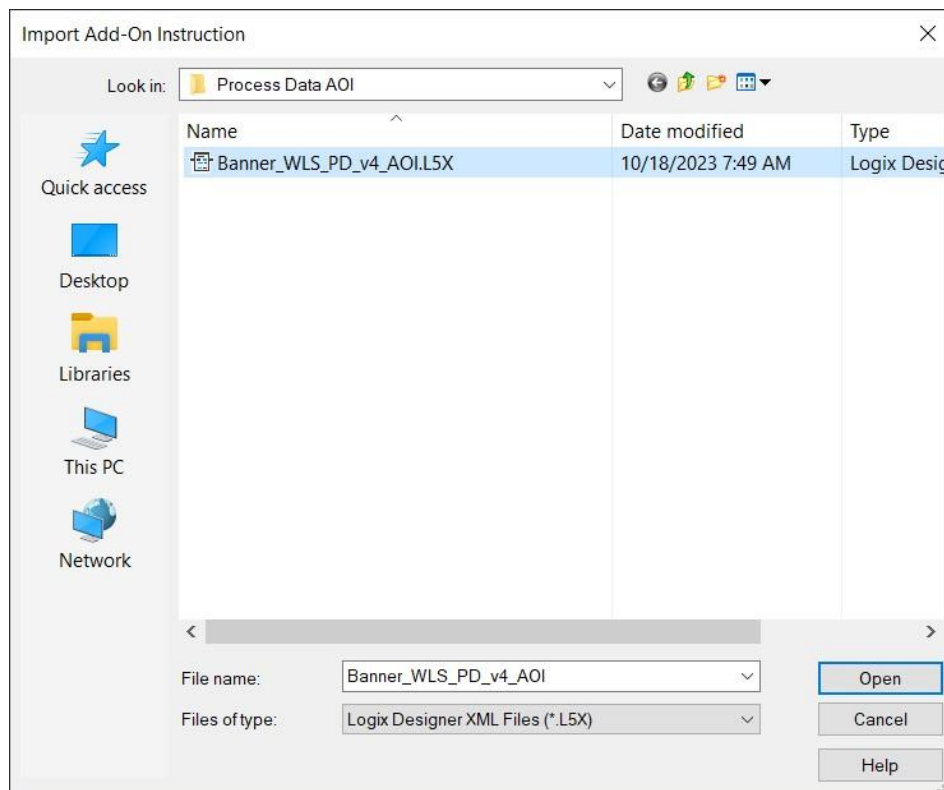 Import Add-On Instruction
Look in: Process Data AOI
Name Date modified Type
Banner_WLS_PD_v4_AOI.L5X 10/18/2023 7:49 AM Logix Desig
Quick access
Desktop
Libraries
This PC
Network
File name: Banner_WLS_PD_v4_AOI Open
Files of type: Logix Designer XML Files (*.L5X) Cancel
Help